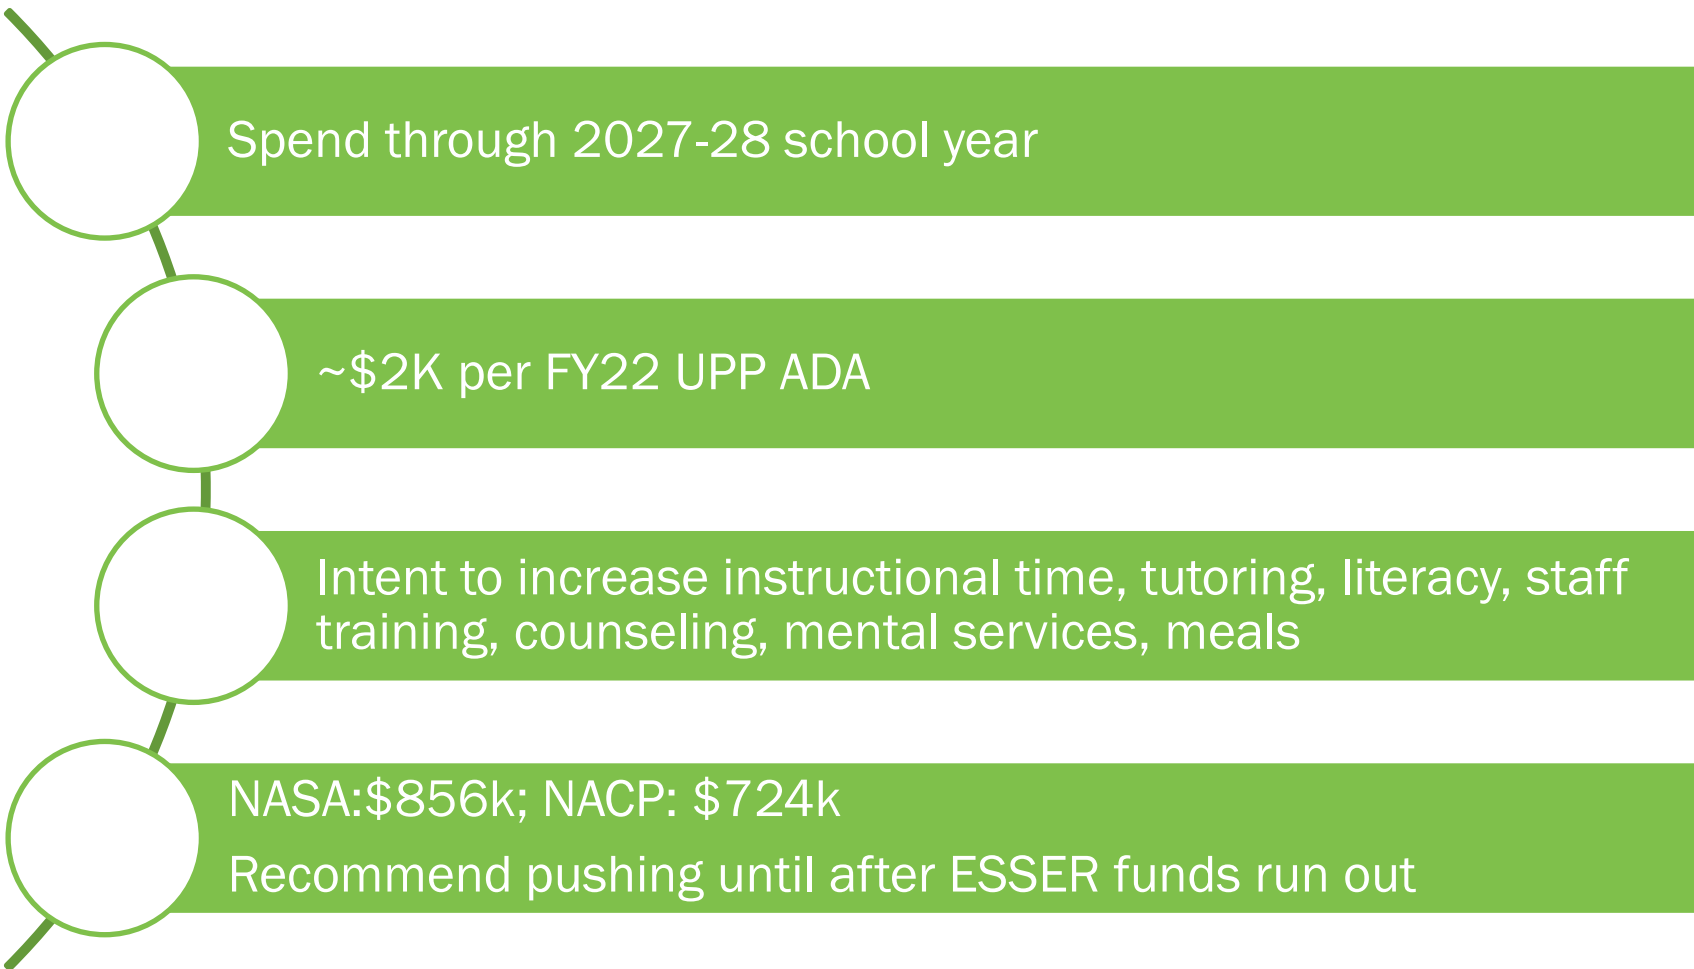 Spend through 2027-28 school year
~$2K per FY22 UPP ADA
Intent to increase instructional time, tutoring, literacy, staff
training, counseling, mental services, meals
NASA:$856k; NACP: $724k
Recommend pushing until after ESSER funds run out